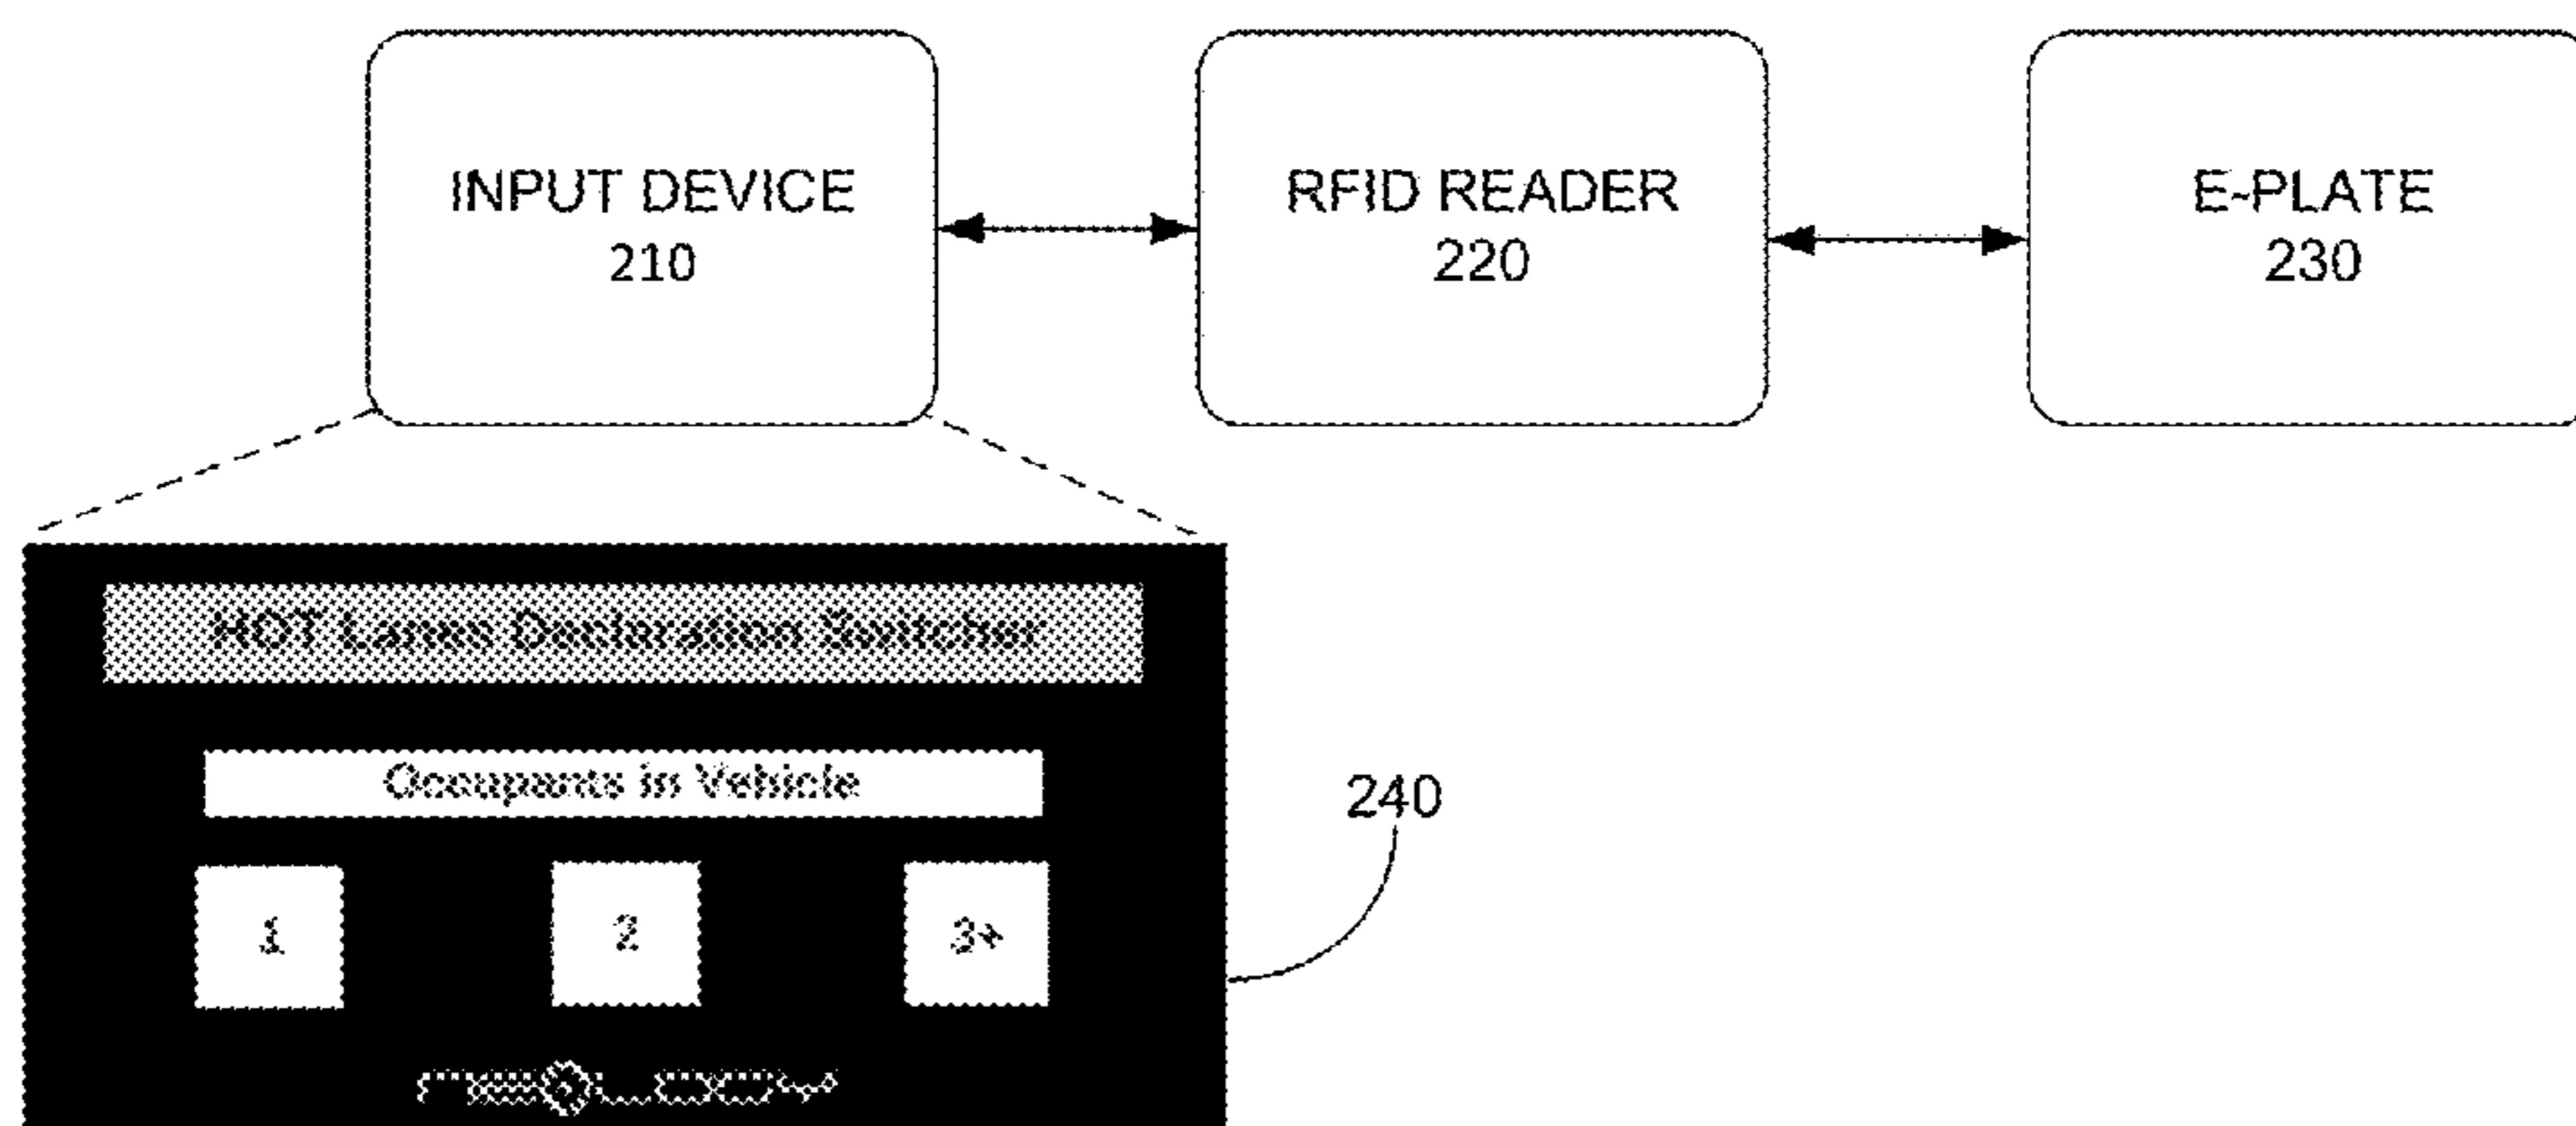 INPUT DEVICE
210
RFID READER
220
E-PLATE
230
HOT Lanes Declaration Switcher
Occupants in Vehicle
1
2
3+
240